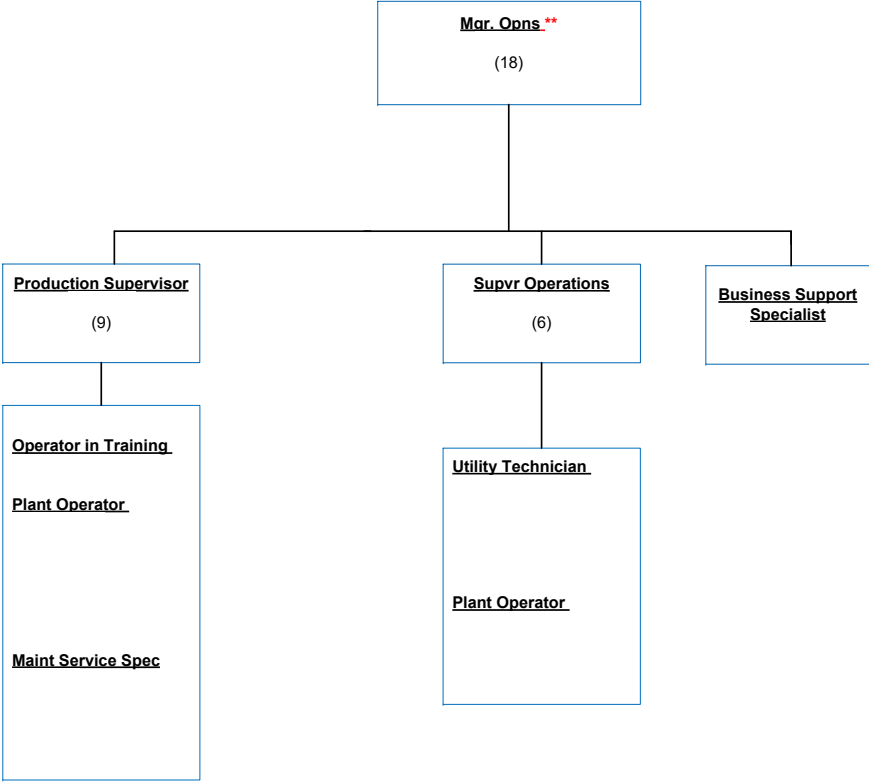 Mgr. Opns **
(18)
Production Supervisor
(9)
Supvr Operations
(6)
Business Support
Specialist
Operator in Training
Plant Operator
Maint Service Spec
Utility Technician
Plant Operator